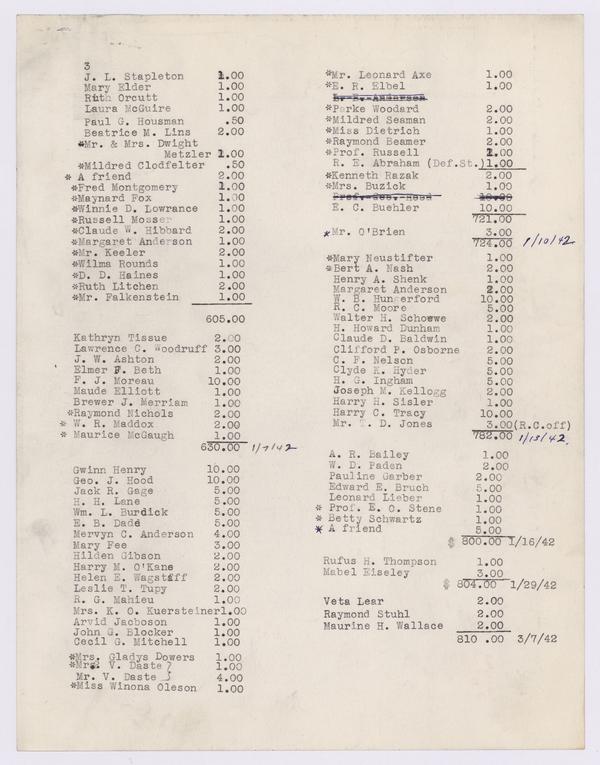 3
J. L. Stapleton 1.00
Mary Elder 1.00
Ruth Orcutt 1.00
Laura McGuire 1.00
Paul G. Housman .50
Beatrice M. Lins 2.00
*Mr. & Mrs. Dwight
Metzler 1.00
*Mildred Clodfelter .50
* A friend 2.00
*Fred Montgomery 1.00
*Maynard Fox 1.00
*Winnie D. Lowrance 1.00
*Russell Mosser 1.00
*Claude W. Hibbard 2.00
*Margaret Anderson 1.00
*Mr. Keeler 2.00
*Wilma Rounds 1.00
*D. D. Haines 1.00
*Ruth Litchen 2.00
*Mr. Falkenstein 1.00
605.00
Kathryn Tissue 2.00
Lawrence C. Woodruff 3.00
J. W. Ashton 2.00
Elmer F. Beth 1.00
F. J. Moreau 10.00
Maude Elliott 1.00
Brewer J. Merriam 1.00
*Raymond Nichols 2.00
* W. R. Maddox 2.00
* Maurice McGaugh 1.00
630.00 1/7/42
Gwinn Henry 10.00
Geo. J. Hood 10.00
Jack R. Gage 5.00
H. H. Lane 5.00
Wm. L. Burdick 5.00
E. B. Dade 5.00
Mervyn C. Anderson 4.00
Mary Fee 3.00
Hilden Gibson 2.00
Harry M. O'Kane 2.00
Helen E. Wagstaff 2.00
Leslie T. Tupy 2.00
R. G. Mahieu 1.00
Mrs. K. O. Kuersteiner1.00
Arvid Jacboson 1.00
John G. Blocker 1.00
Cecil G. Mitchell 1.00
*Mrs. Gladys Dowers 1.00
*Mr. V. Daste } 1.00
Mr. V. Daste } 4.00
*Miss Winona Oleson 1.00
*Mr. Leonard Axe 1.00
*E. R. Elbel 1.00
*Parke Woodard 2.00
*Mildred Seaman 2.00
*Miss Dietrich 1.00
*Raymond Beamer 2.00
*Prof. Russell 1.00
R. E. Abraham (Def.St.)1.00
*Kenneth Razak 2.00
*Mrs. Buzick 1.00
E. C. Buehler 10.00
721.00
*Mr. O'Brien 3.00
724.00 1/10/42
*Mary Neustifter 1.00
*Bert A. Nash 2.00
Henry A. Shenk 1.00
Margaret Anderson 2.00
W. B. Hungerford 10.00
R. C. Moore 5.00
Walter H. Schoewe 2.00
H. Howard Dunham 1.00
Claude D. Baldwin 1.00
Clifford P. Osborne 2.00
C. F. Nelson 5.00
Clyde K. Hyder 5.00
H. G. Ingham 5.00
Joseph M. Kellogg 2.00
Harry H. Sisler 1.00
Harry C. Tracy 10.00
Mr. T. D. Jones 3.00(R.C.off)
782.00 1/13/42
A. R. Bailey 1.00
W. D. Paden 2.00
Pauline Garber 2.00
Edward E. Bruch 5.00
Leonard Lieber 1.00
* Prof. E. O. Stene 1.00
* Betty Schwartz 1.00
* A friend 5.00
$ 800.00 1/16/42
Rufus H. Thompson 1.00
Mabel Elseley 3.00
$ 804.00 1/29/42
Veta Lear 2.00
Raymond Stuhl 2.00
Maurine H. Wallace 2.00
810 .00 3/7/42